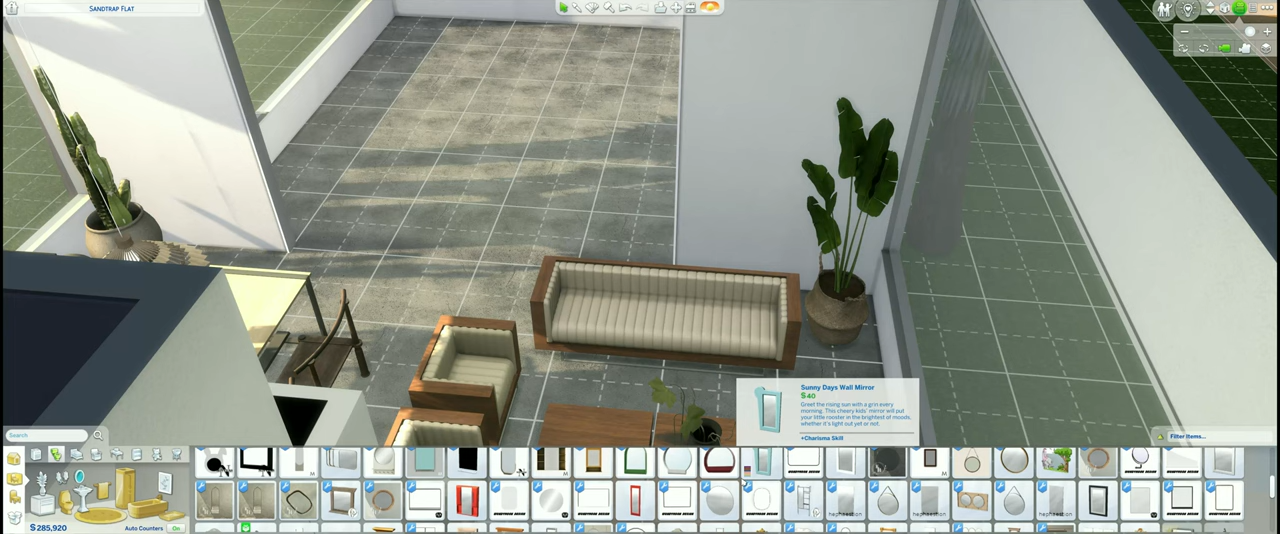 SANDTRAP FLAT
Sunny Days Wall Mirror
$40
Greet the rising sun with a grin every
morning. This cheery kids' mirror will put
your little rooster in the brightest of moods,
whether it's light out yet or not.
+Charisma Skill
Search
Filter Items...
$285,920
Auto Counters
On